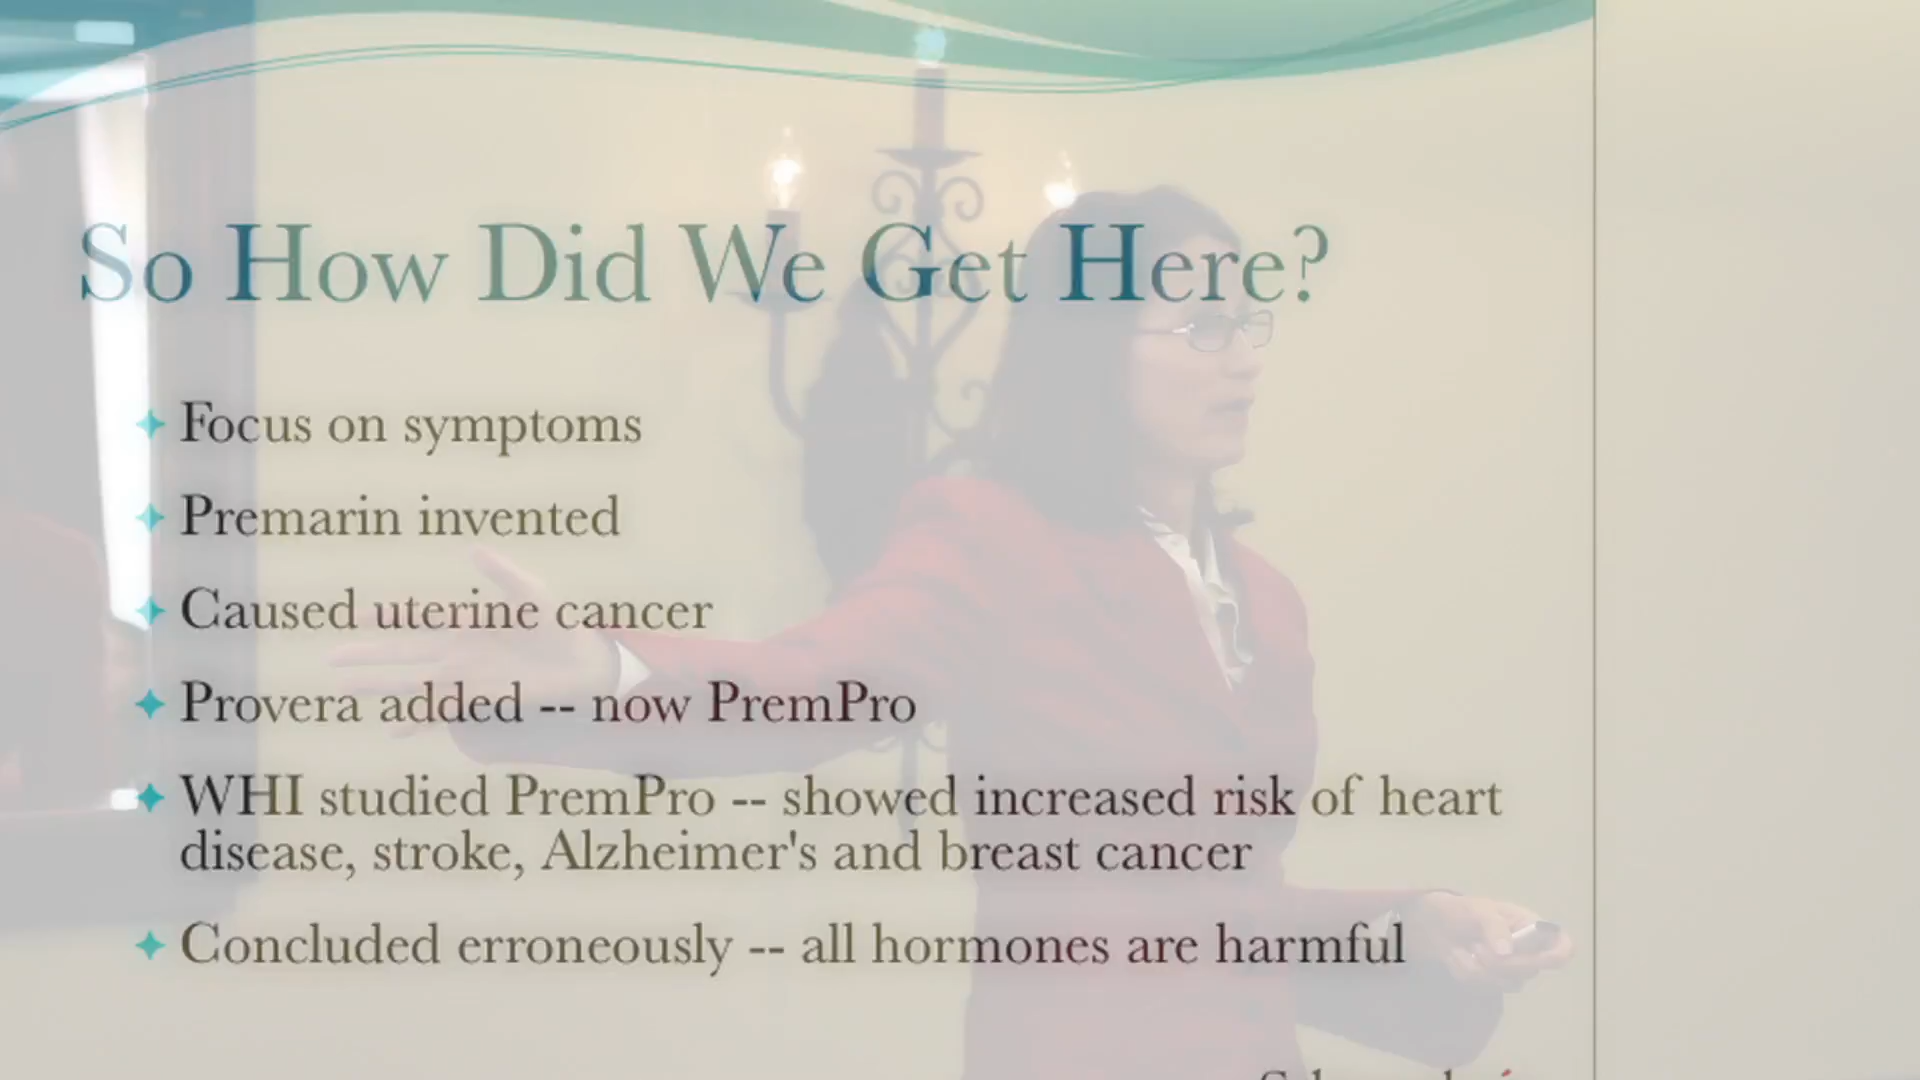 So How Did We Get Here?
Focus on symptoms
Premarin invented
Caused uterine cancer
Provera added -- now PremPro
WHI studied PremPro -- showed increased risk of heart
disease, stroke, Alzheimer's and breast cancer
Concluded erroneously -- all hormones are harmful